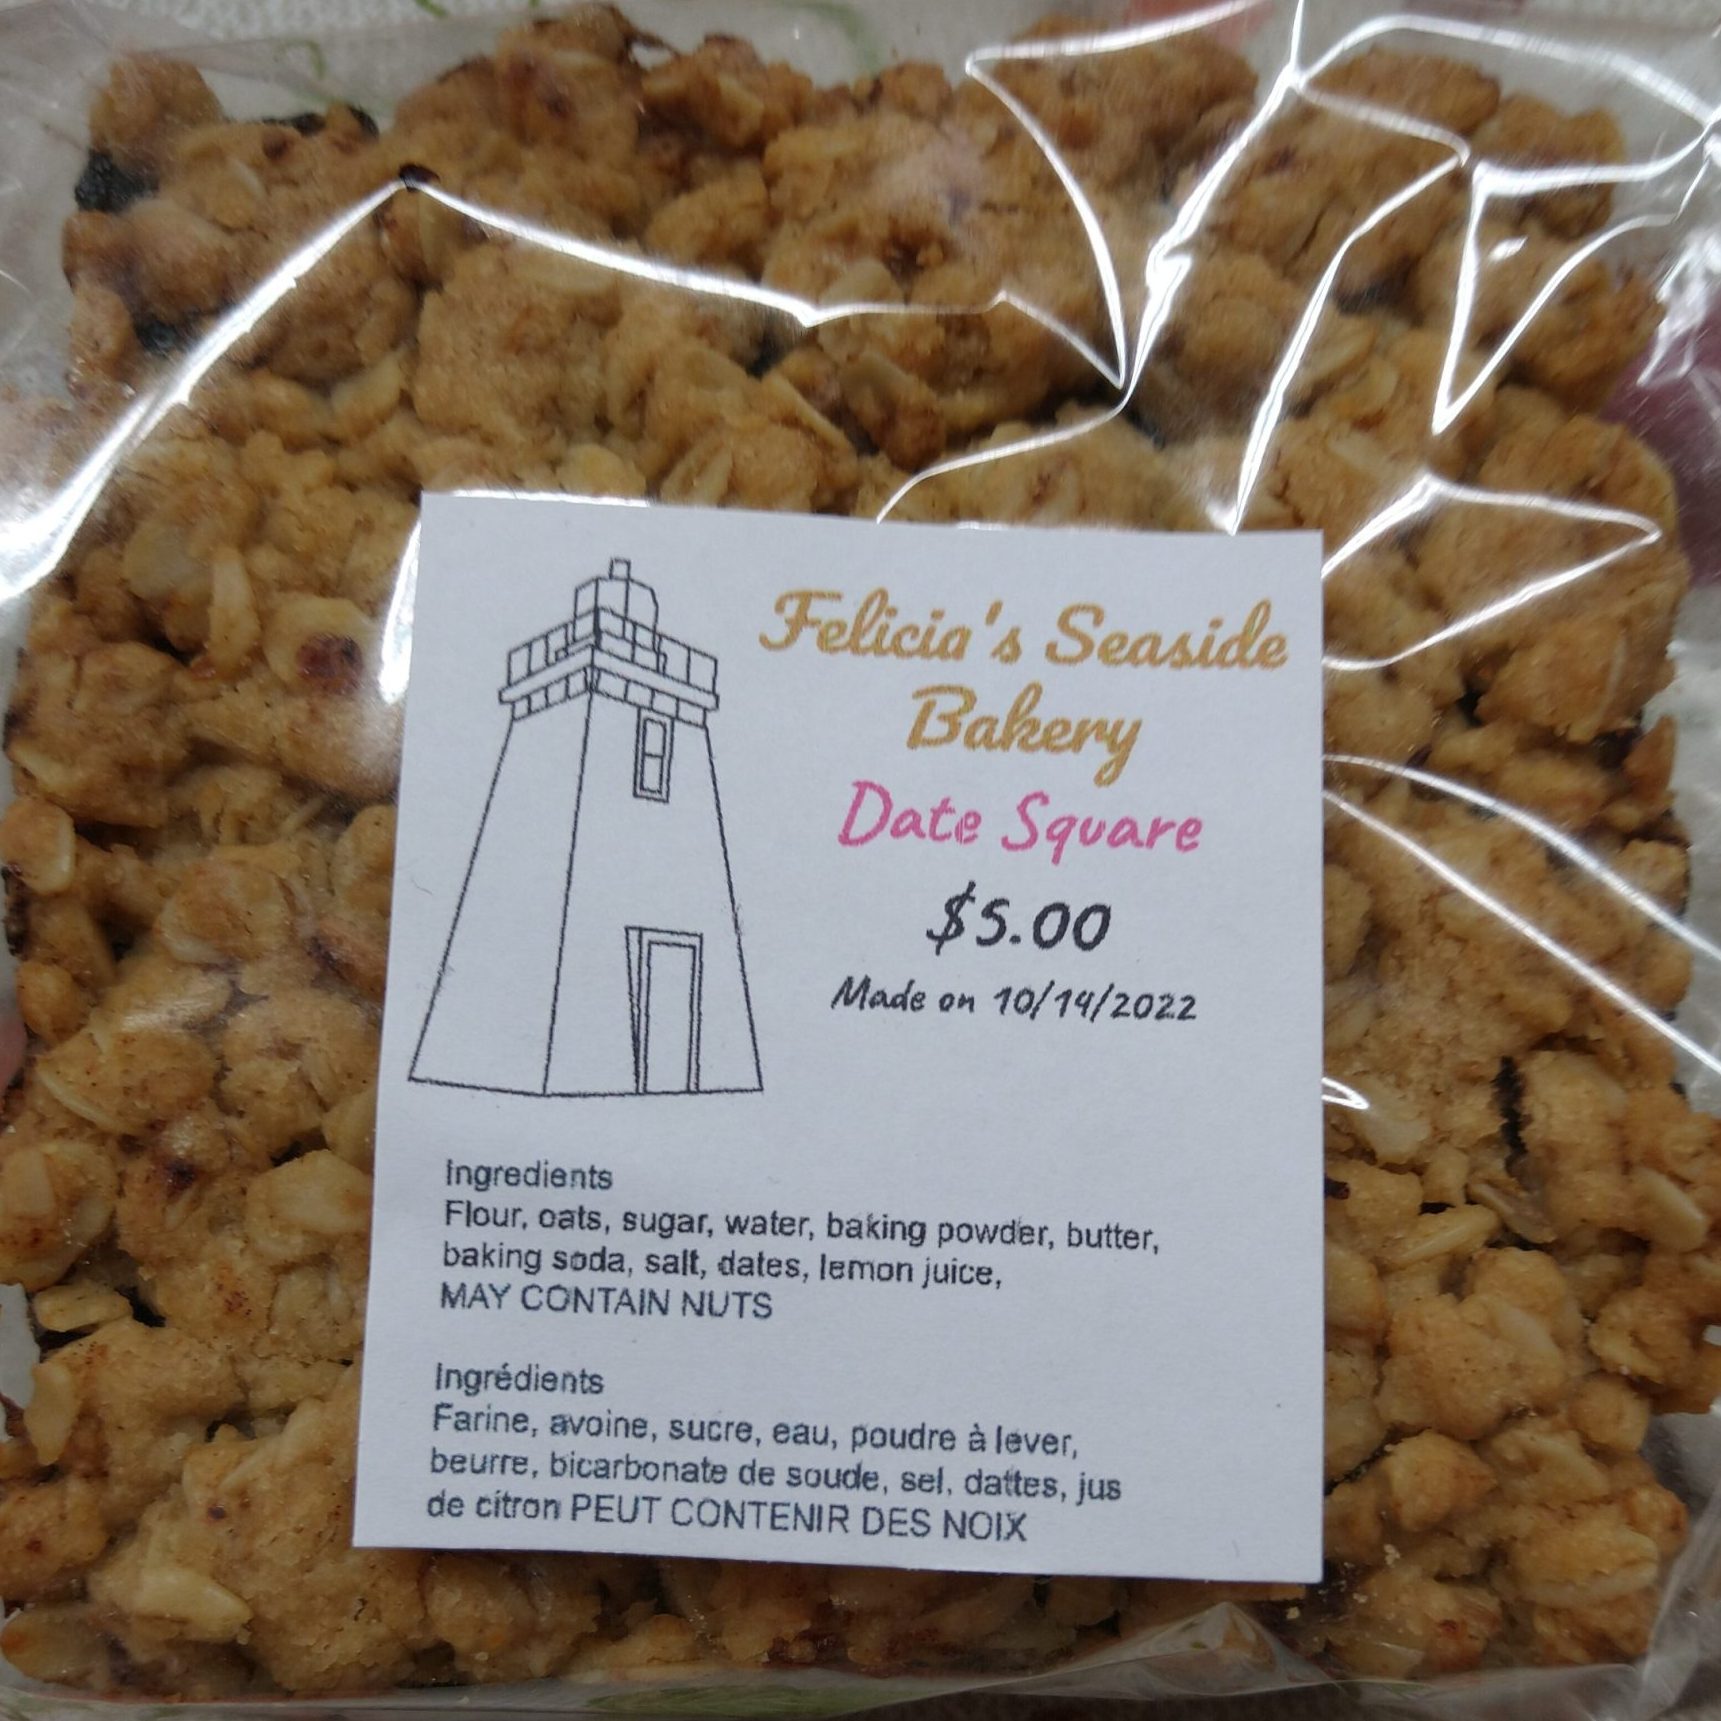 Felicia's Seaside
Bakery
Date Square
$5.00
Made on 10/14/2022
Ingredients
Flour, oats, sugar, water, baking powder, butter,
baking soda, salt, dates, lemon juice,
MAY CONTAIN NUTS
Ingrédients
Farine, avoine, sucre, eau, poudre à lever,
beurre, bicarbonate de soude, sel, dattes, jus
de citron PEUT CONTENIR DES NOIX